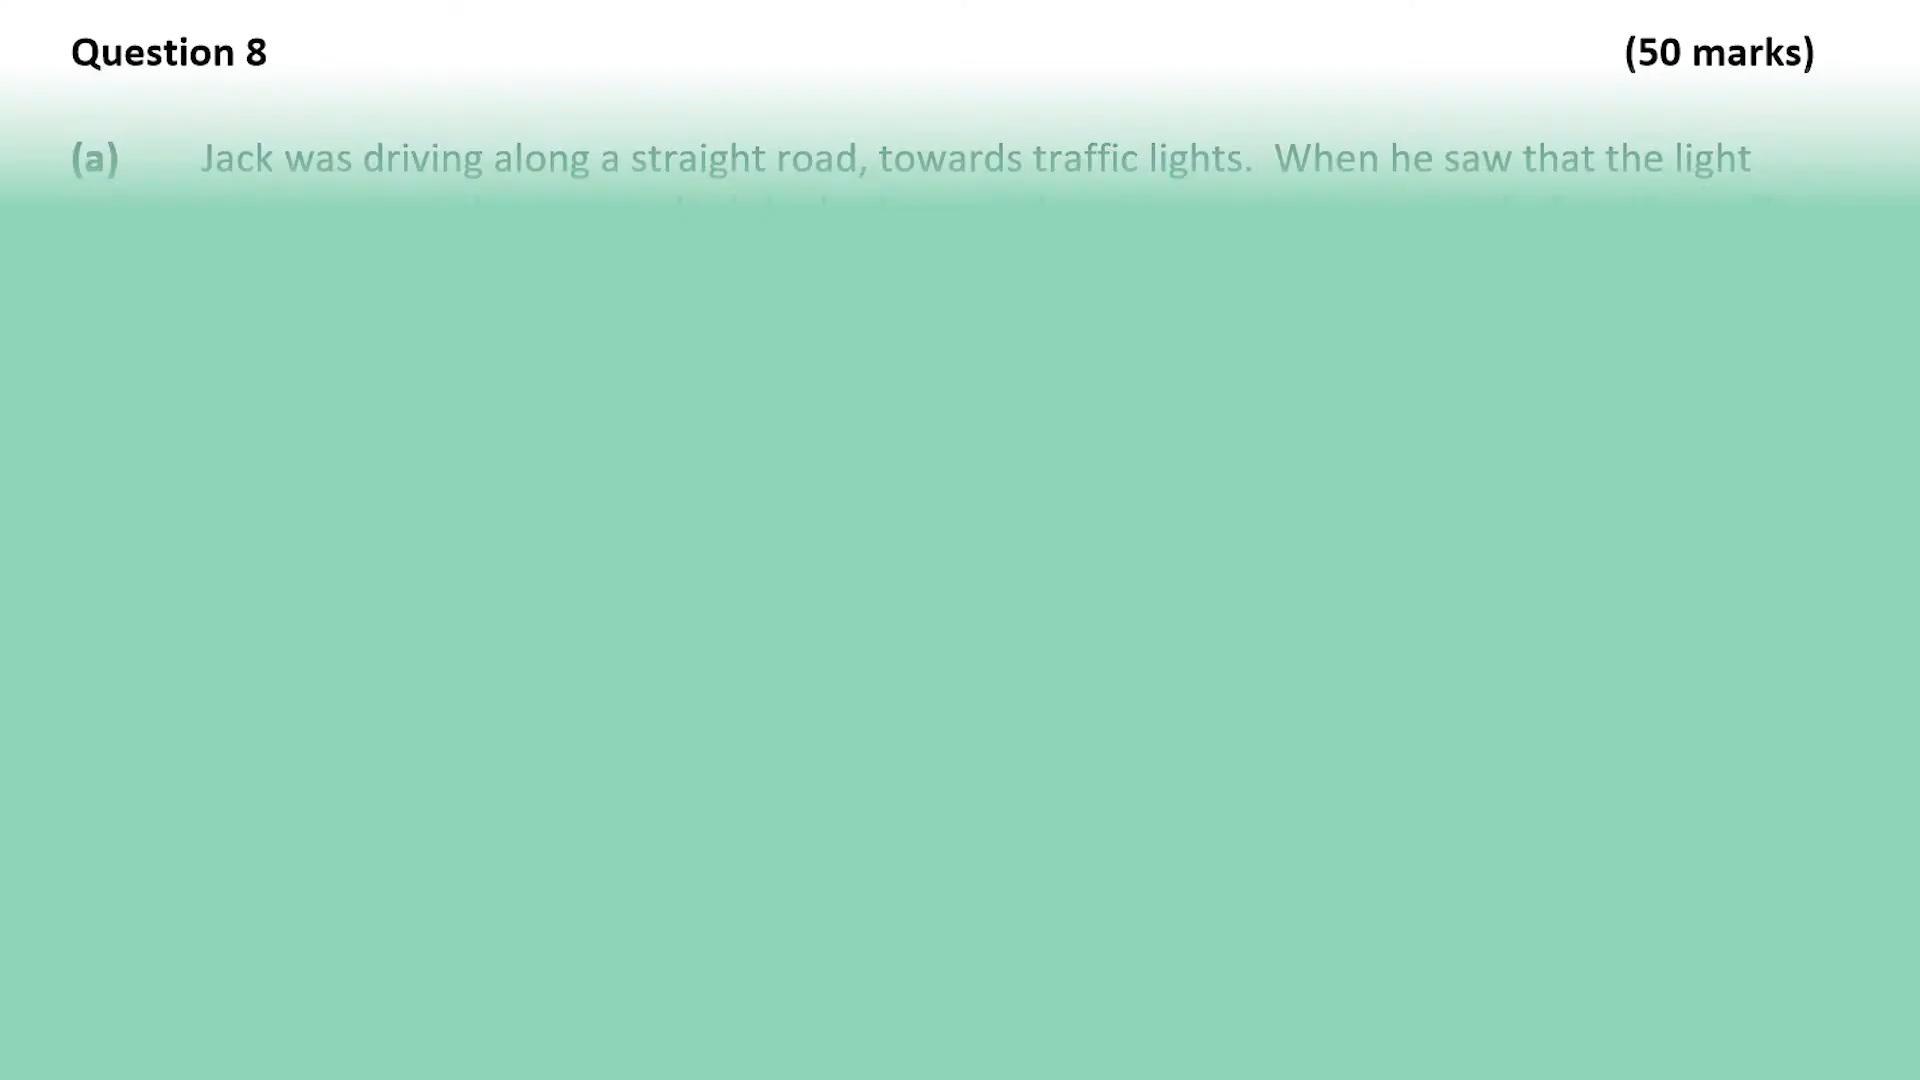 Question 8 (50 marks)
(a) Jack was driving along a straight road, towards traffic lights. When he saw that the light